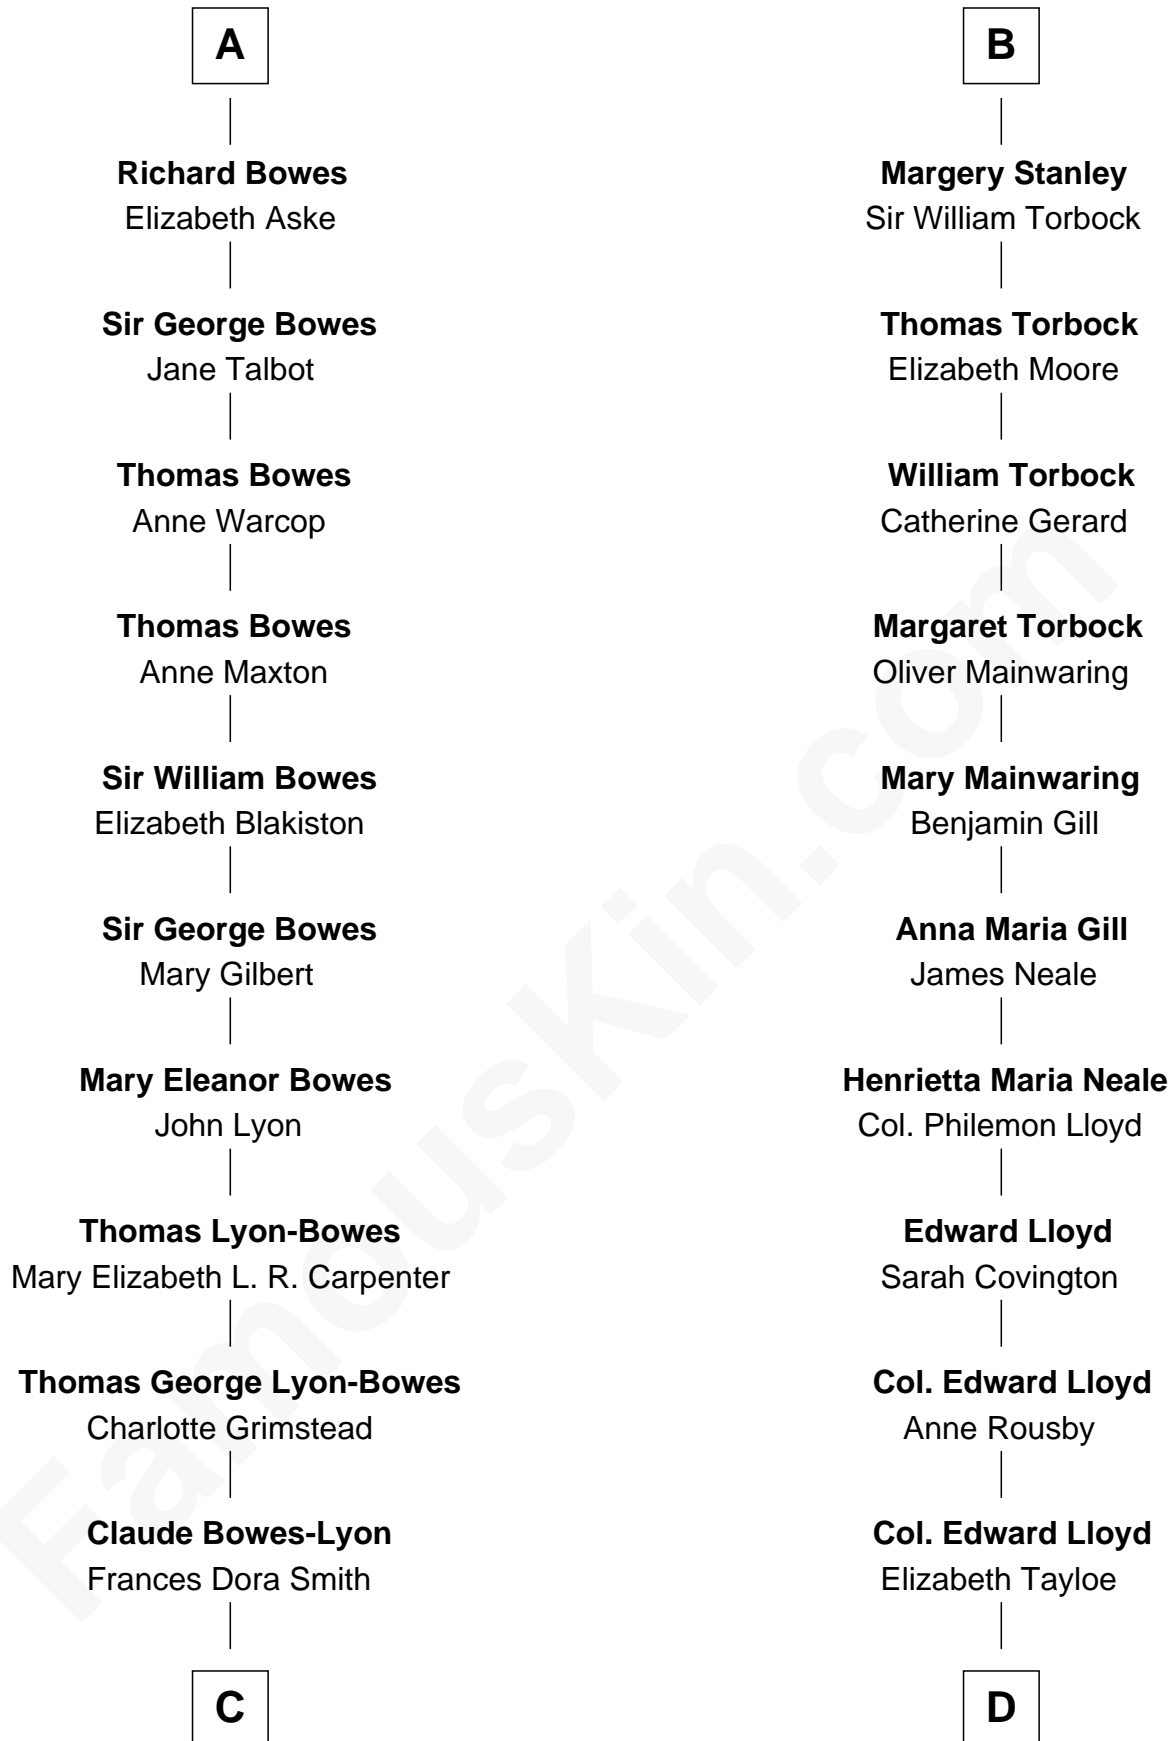 A
Richard Bowes
Elizabeth Aske
Sir George Bowes
Jane Talbot
Thomas Bowes
Anne Warcop
Thomas Bowes
Anne Maxton
Sir William Bowes
Elizabeth Blakiston
Sir George Bowes
Mary Gilbert
Mary Eleanor Bowes
John Lyon
Thomas Lyon-Bowes
Mary Elizabeth L. R. Carpenter
Thomas George Lyon-Bowes
Charlotte Grimstead
Claude Bowes-Lyon
Frances Dora Smith
C
B
Margery Stanley
Sir William Torbock
Thomas Torbock
Elizabeth Moore
William Torbock
Catherine Gerard
Margaret Torbock
Oliver Mainwaring
Mary Mainwaring
Benjamin Gill
Anna Maria Gill
James Neale
Henrietta Maria Neale
Col. Philemon Lloyd
Edward Lloyd
Sarah Covington
Col. Edward Lloyd
Anne Rousby
Col. Edward Lloyd
Elizabeth Tayloe
D
FamousKin.com